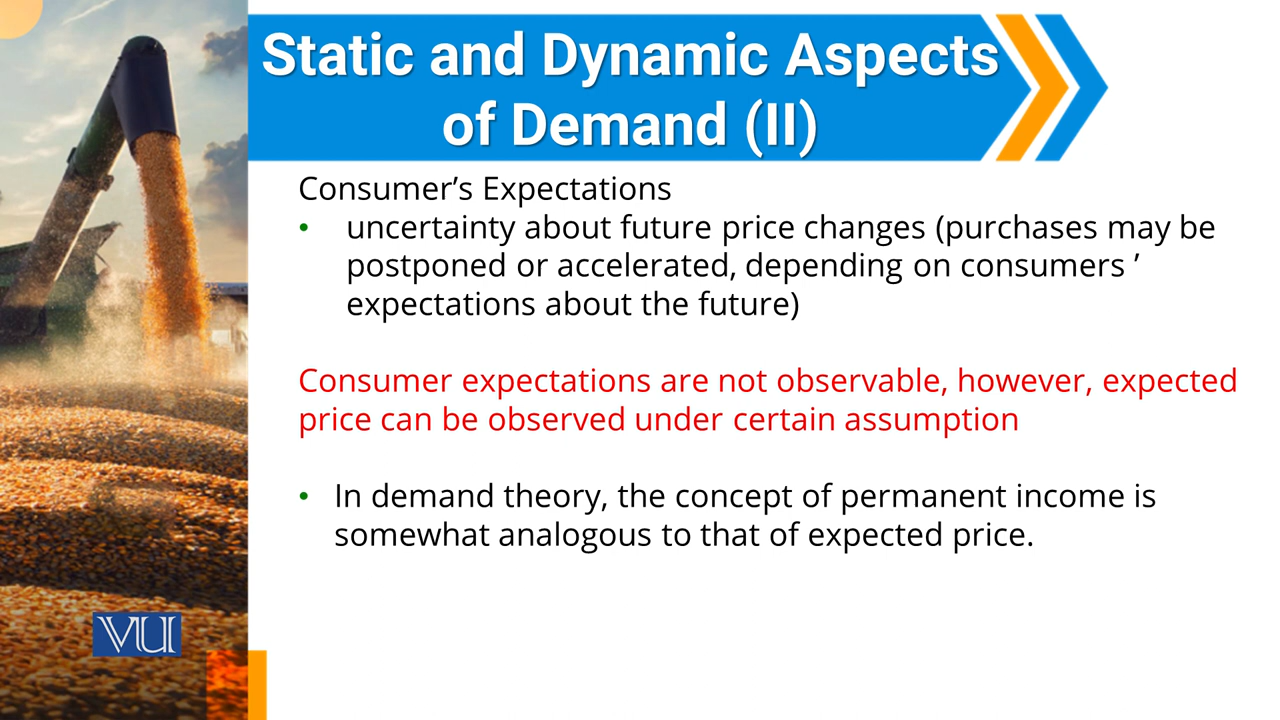 Static and Dynamic Aspects
of Demand (II)
Consumer’s Expectations
• uncertainty about future price changes (purchases may be
postponed or accelerated, depending on consumers ’
expectations about the future)
Consumer expectations are not observable, however, expected
price can be observed under certain assumption
• In demand theory, the concept of permanent income is
somewhat analogous to that of expected price.
VU